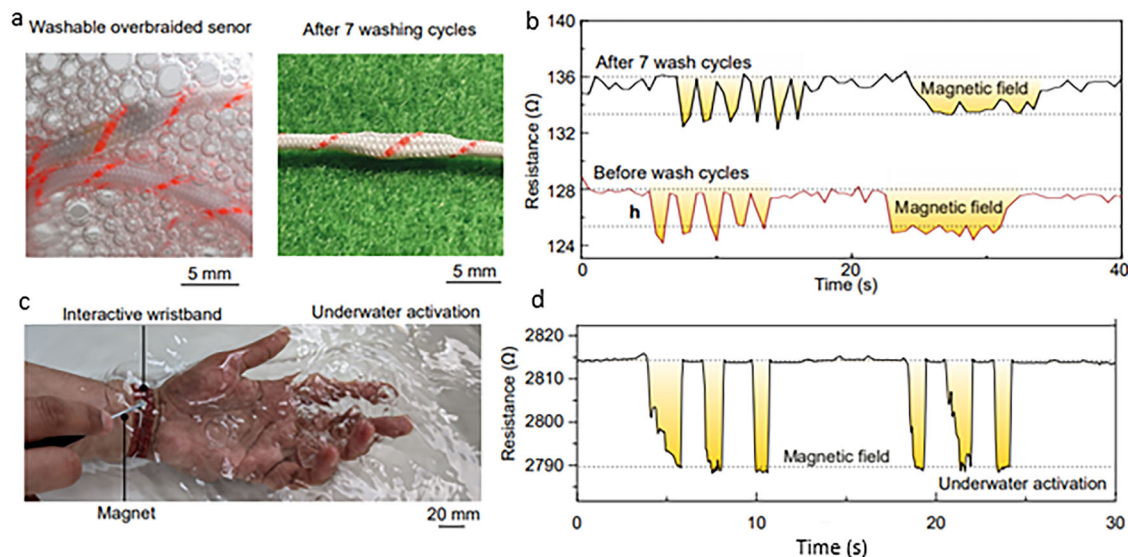 a
Washable overbraided senor
After 7 washing cycles
5 mm
5 mm
b
140
136
132
128
124
Resistance (Ω)
After 7 wash cycles
Magnetic field
Before wash cycles
h
Magnetic field
0
20
40
Time (s)
c
Interactive wristband
Underwater activation
Magnet
20 mm
d
2820
2810
2800
2790
Resistance (Ω)
Magnetic field
Underwater activation
0
10
20
30
Time (s)